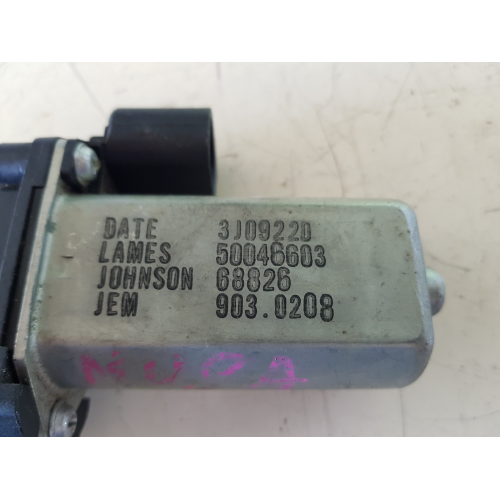 DATE 3J0922D
LAMES 50046603
JOHNSON 68826
JEM 903.0208